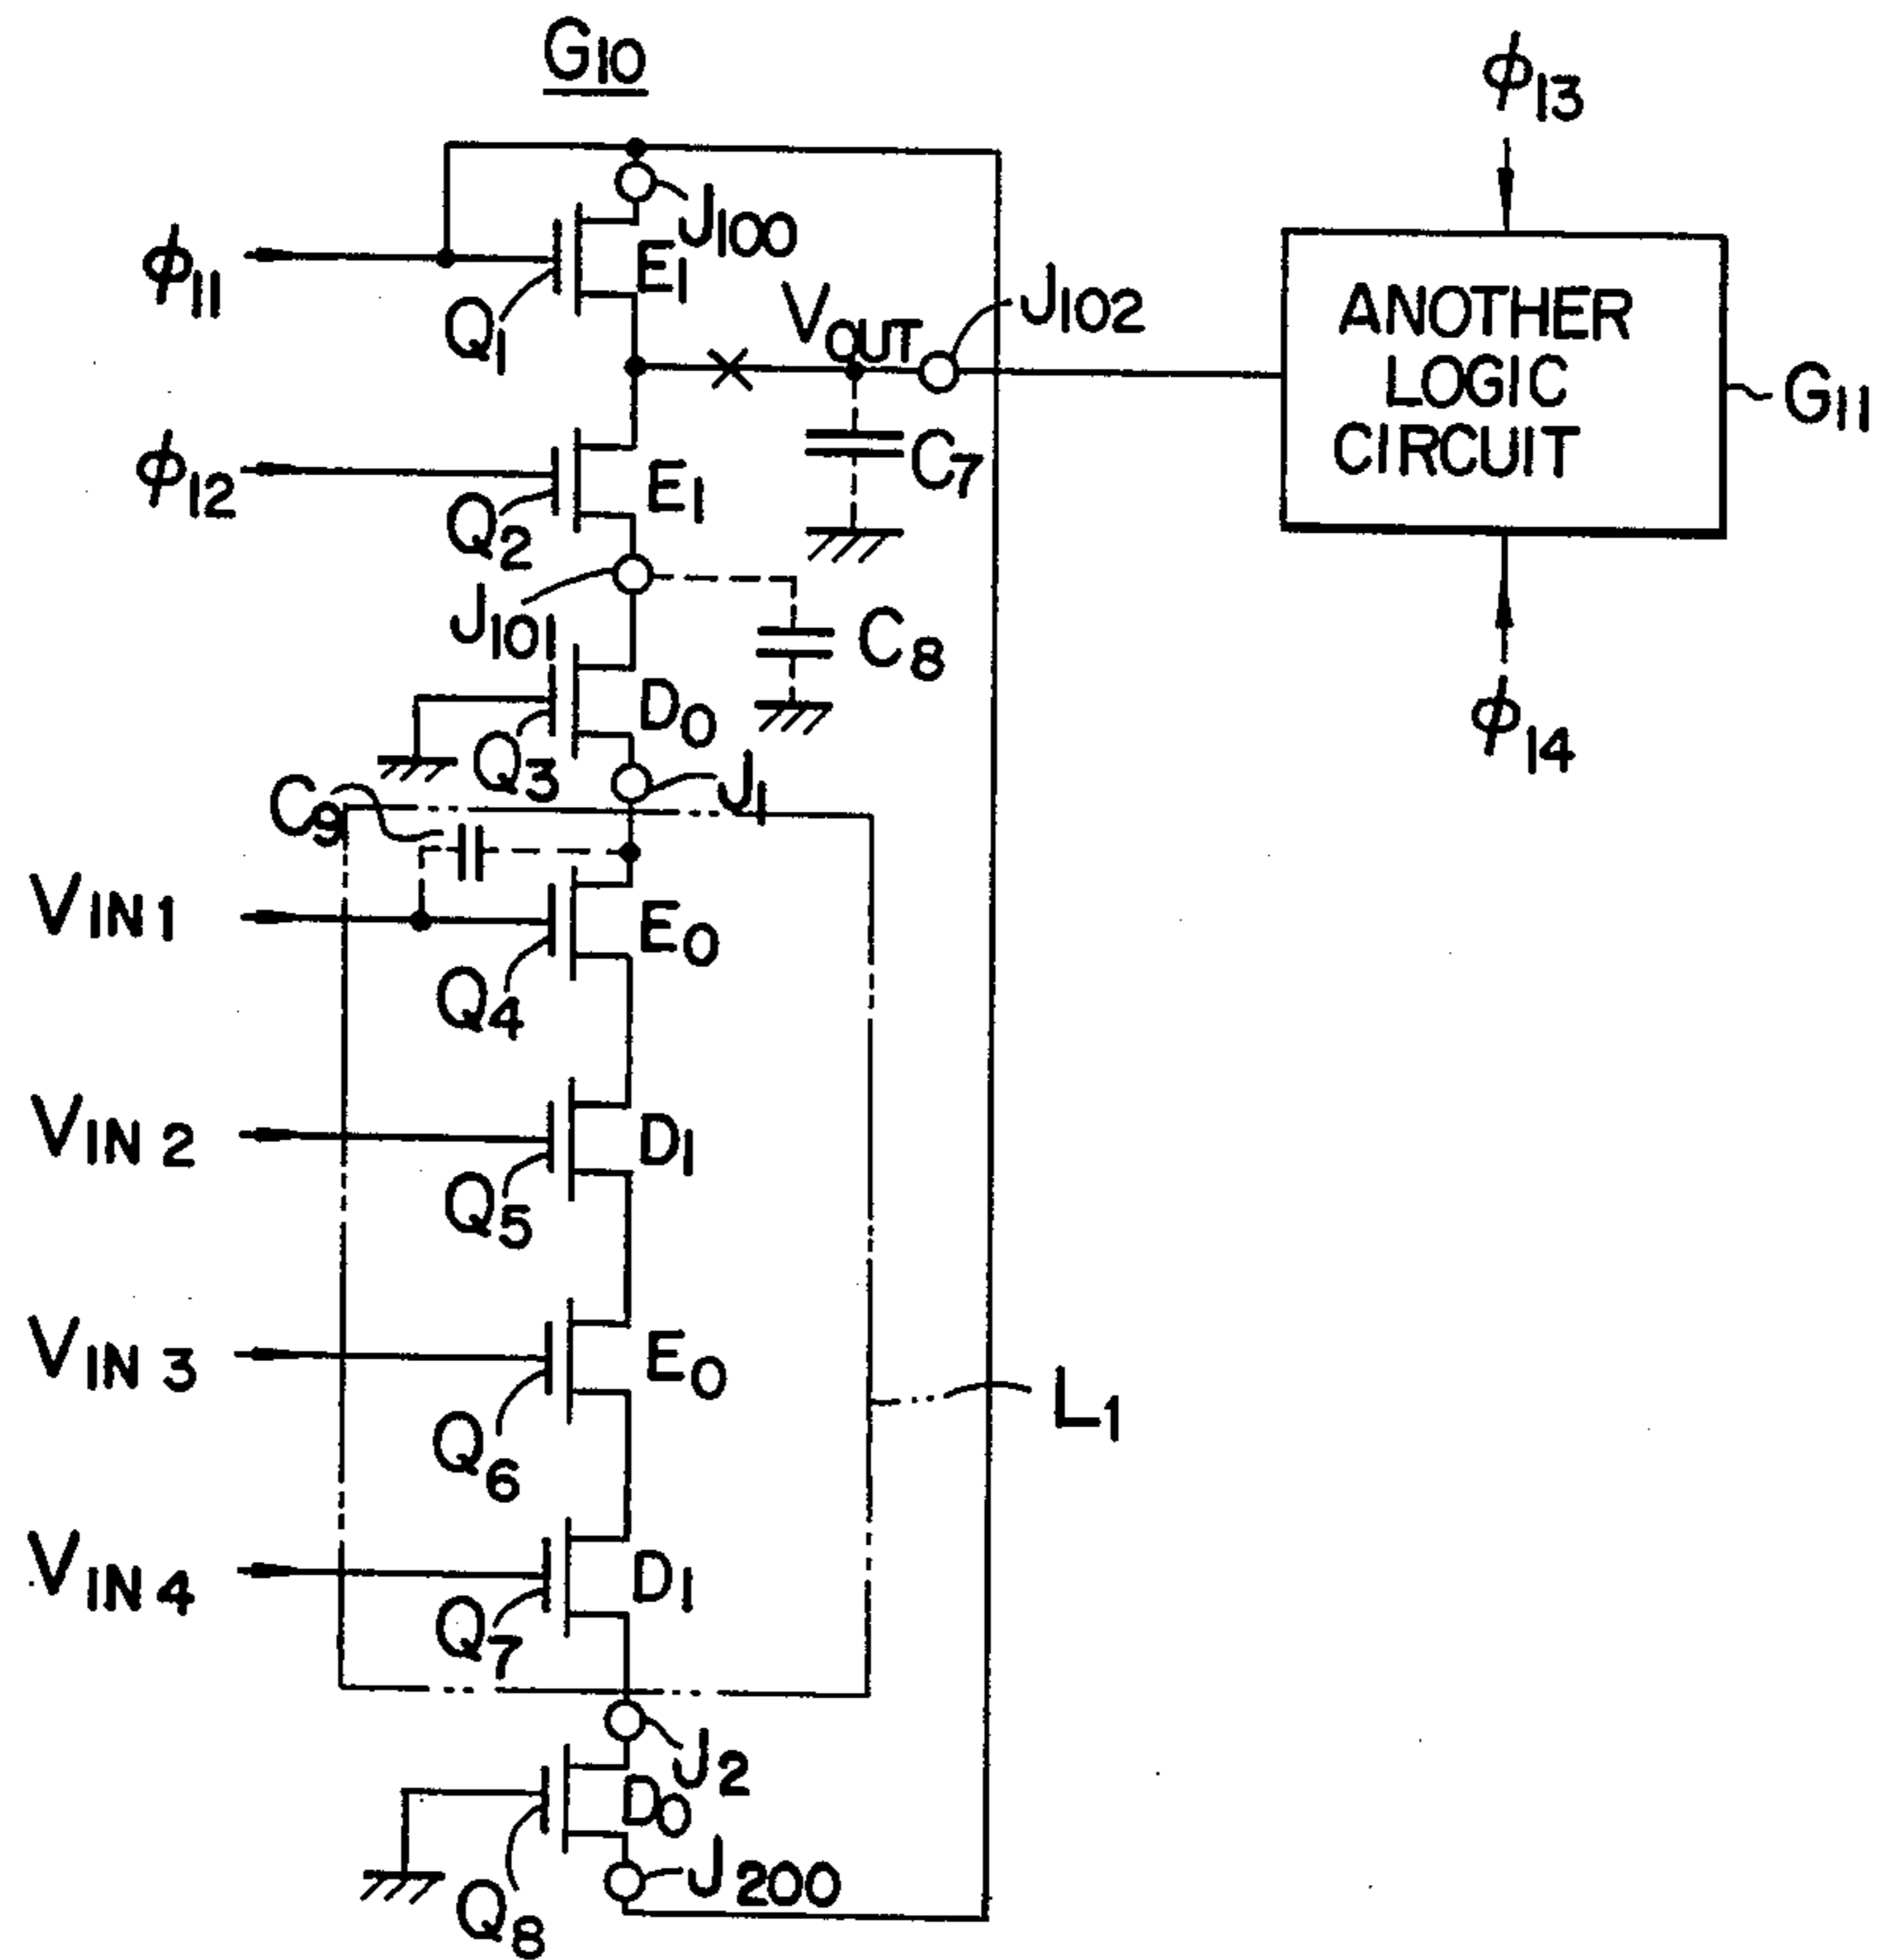 G10
ϕ13
J100
ϕ11
E1
Q1
VOUT
J102
ANOTHER
LOGIC
CIRCUIT
G11
ϕ12
E1
C7
Q2
J101
C8
D0
Q3
ϕ14
J1
C9
VIN1
E0
Q4
VIN2
D1
Q5
VIN3
E0
L1
Q6
VIN4
D1
Q7
J2
D0
J200
Q8